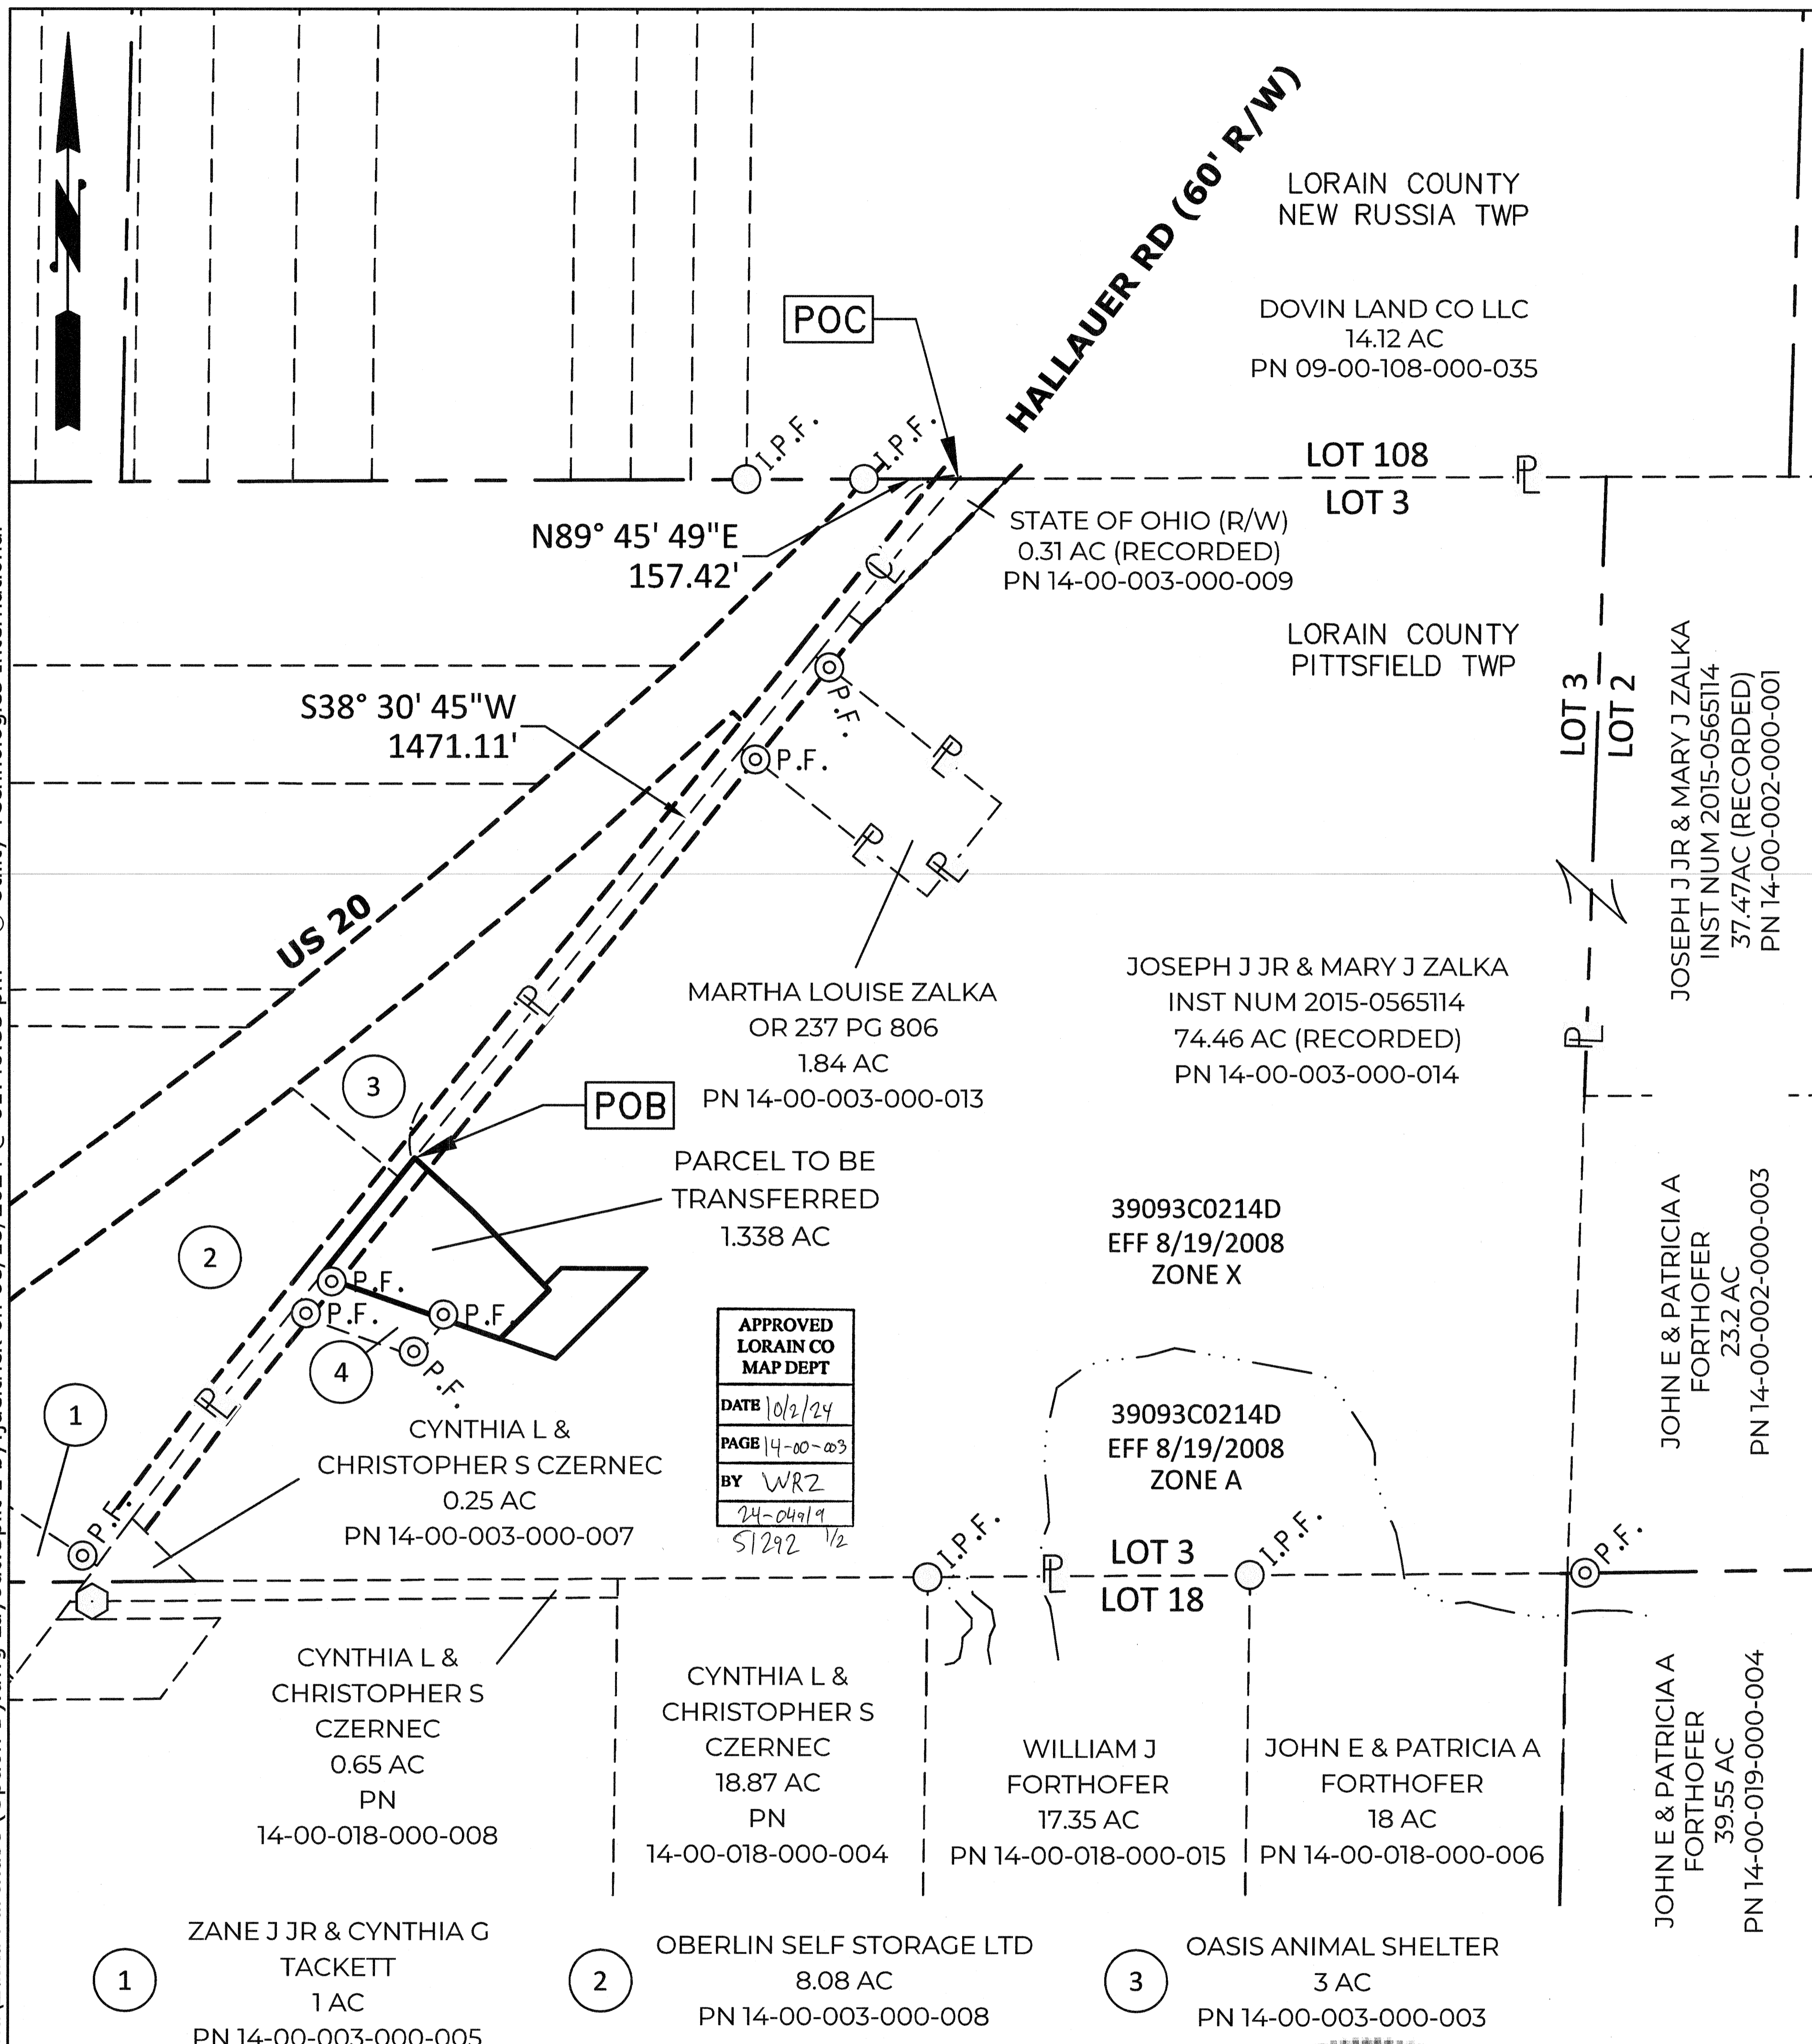 N
HALLAUER RD (60' R/W)
LORAIN COUNTY
NEW RUSSIA TWP
POC
DOVIN LAND CO LLC
14.12 AC
PN 09-00-108-000-035
I.P.F.
I.P.F.
LOT 108
LOT 3
PL
N89° 45' 49"E
157.42'
STATE OF OHIO (R/W)
0.31 AC (RECORDED)
PN 14-00-003-000-009
CL
LORAIN COUNTY
PITTSFIELD TWP
S38° 30' 45"W
1471.11'
P.F.
P.F.
PL
PL
PL
LOT 3
LOT 2
JOSEPH J JR & MARY J ZALKA
INST NUM 2015-0565114
37.47AC (RECORDED)
PN 14-00-002-000-001
US 20
PL
MARTHA LOUISE ZALKA
OR 237 PG 806
1.84 AC
PN 14-00-003-000-013
JOSEPH J JR & MARY J ZALKA
INST NUM 2015-0565114
74.46 AC (RECORDED)
PN 14-00-003-000-014
PL
3
POB
PARCEL TO BE
TRANSFERRED
1.338 AC
2
39093C0214D
EFF 8/19/2008
ZONE X
JOHN E & PATRICIA A
FORTHOFER
23.2 AC
PN 14-00-002-000-003
P.F.
P.F.
P.F.
P.F.
4
PL
1
APPROVED
LORAIN CO
MAP DEPT
DATE 10/2/24
PAGE 14-00-003
BY WRZ
24-04919
51292 1/2
39093C0214D
EFF 8/19/2008
ZONE A
CYNTHIA L &
CHRISTOPHER S CZERNEC
0.25 AC
PN 14-00-003-000-007
P.F.
I.P.F.
PL
LOT 3
LOT 18
I.P.F.
P.F.
CYNTHIA L &
CHRISTOPHER S
CZERNEC
0.65 AC
PN
14-00-018-000-008
CYNTHIA L &
CHRISTOPHER S
CZERNEC
18.87 AC
PN
14-00-018-000-004
WILLIAM J
FORTHOFER
17.35 AC
PN 14-00-018-000-015
JOHN E & PATRICIA A
FORTHOFER
18 AC
PN 14-00-018-000-006
JOHN E & PATRICIA A
FORTHOFER
39.55 AC
PN 14-00-019-000-004
1
ZANE J JR & CYNTHIA G
TACKETT
1 AC
PN 14-00-003-000-005
2
OBERLIN SELF STORAGE LTD
8.08 AC
PN 14-00-003-000-008
3
OASIS ANIMAL SHELTER
3 AC
PN 14-00-003-000-003